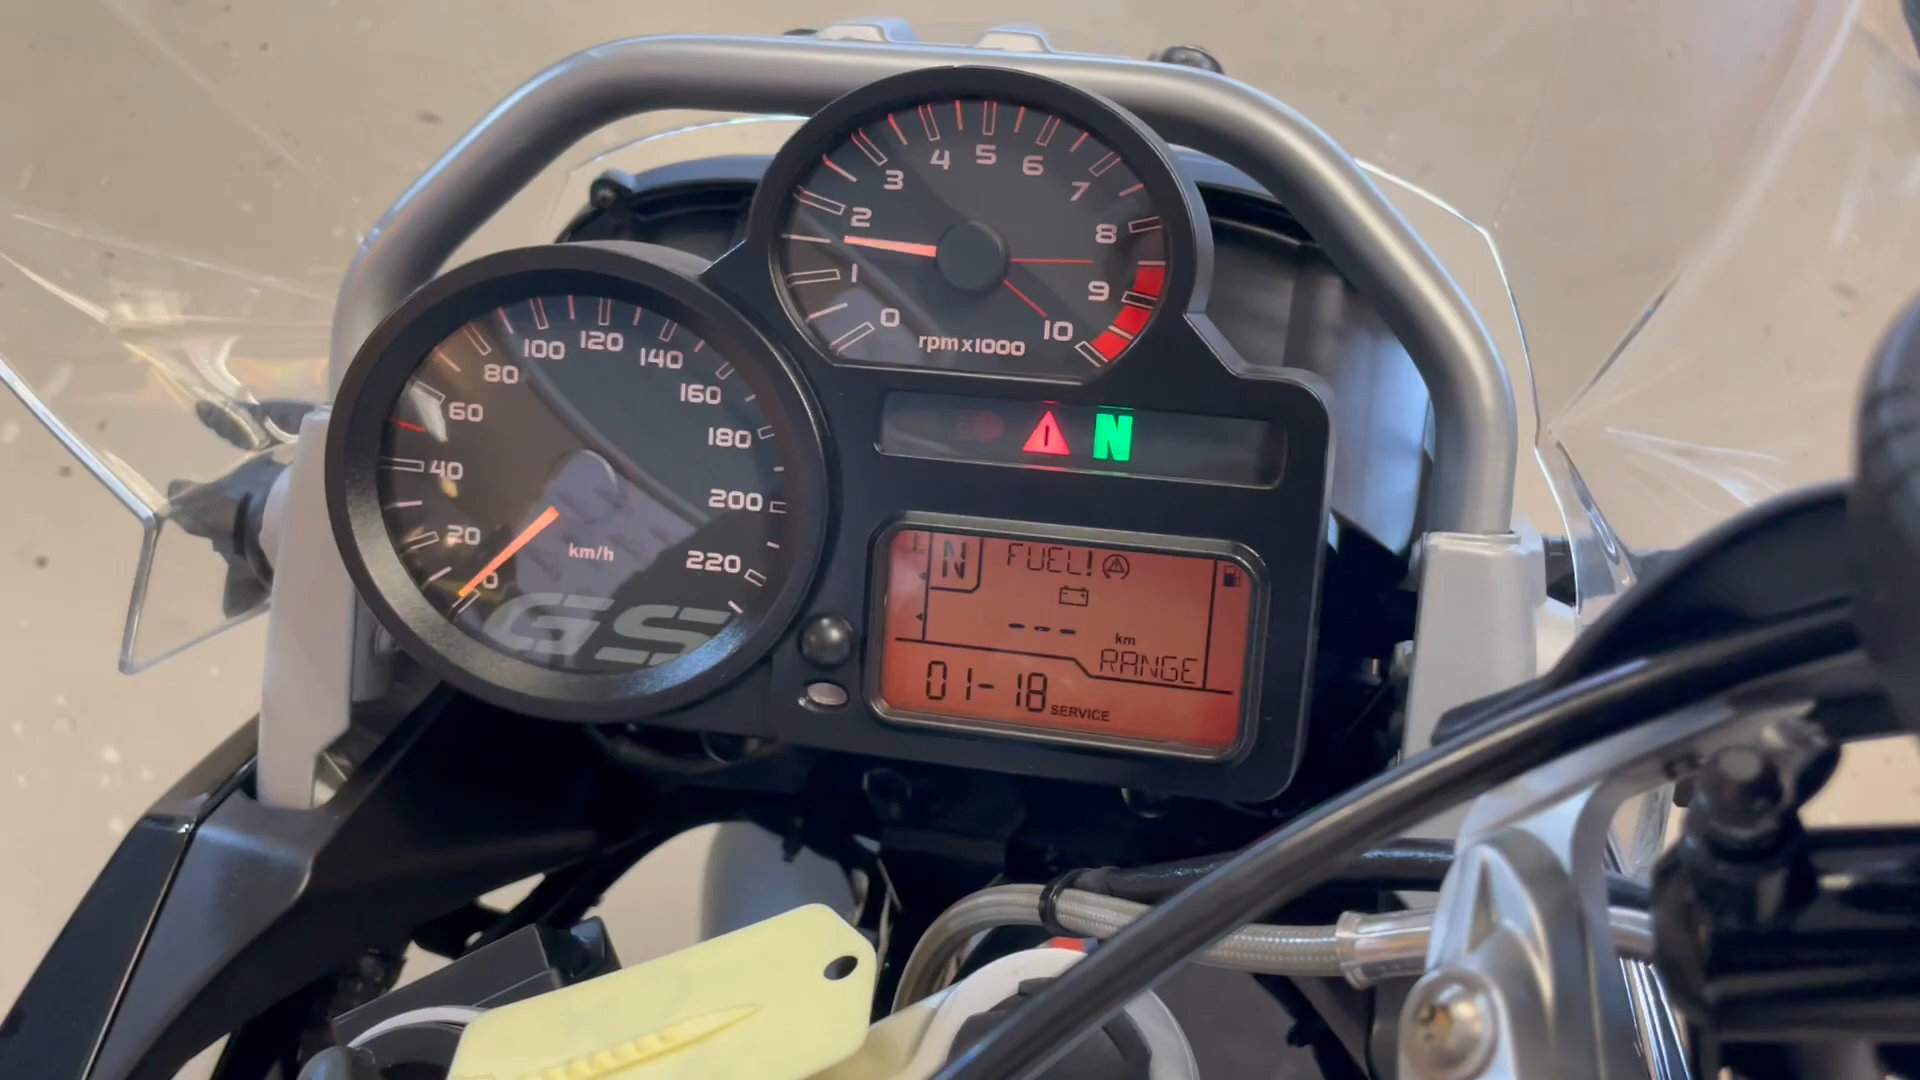 0 1 2 3 4 5 6 7 8 9 10
rpm x1000
0 20 40 60 80 100 120 140 160 180 200 220
km/h
GS
N
N FUEL!
--- km
RANGE
01-18 SERVICE